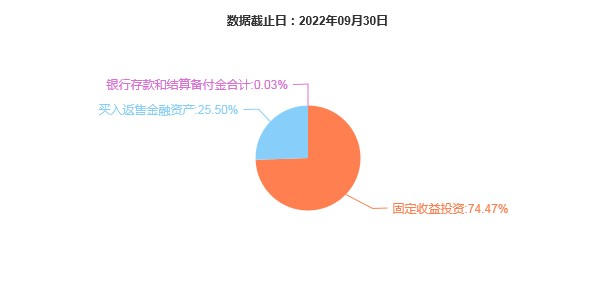 数据截止日：2022年09月30日
银行存款和结算备付金合计:0.03%
买入返售金融资产:25.50%
固定收益投资:74.47%